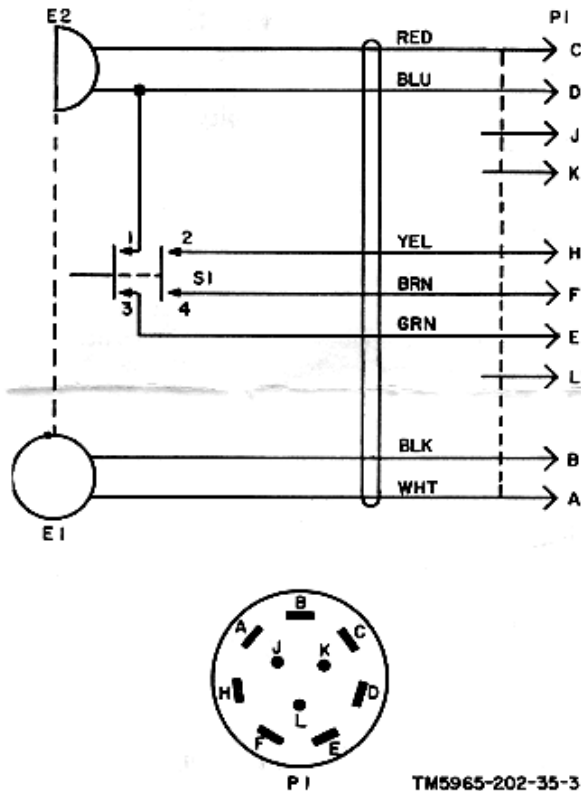 E2 P1
RED C
BLU D
J
K
1 2 YEL H
S1 BRN F
3 4
GRN E
L
BLK B
WHT A
E1
B
A C
J K
H D
L
F E
P1 TM5965-202-35-3